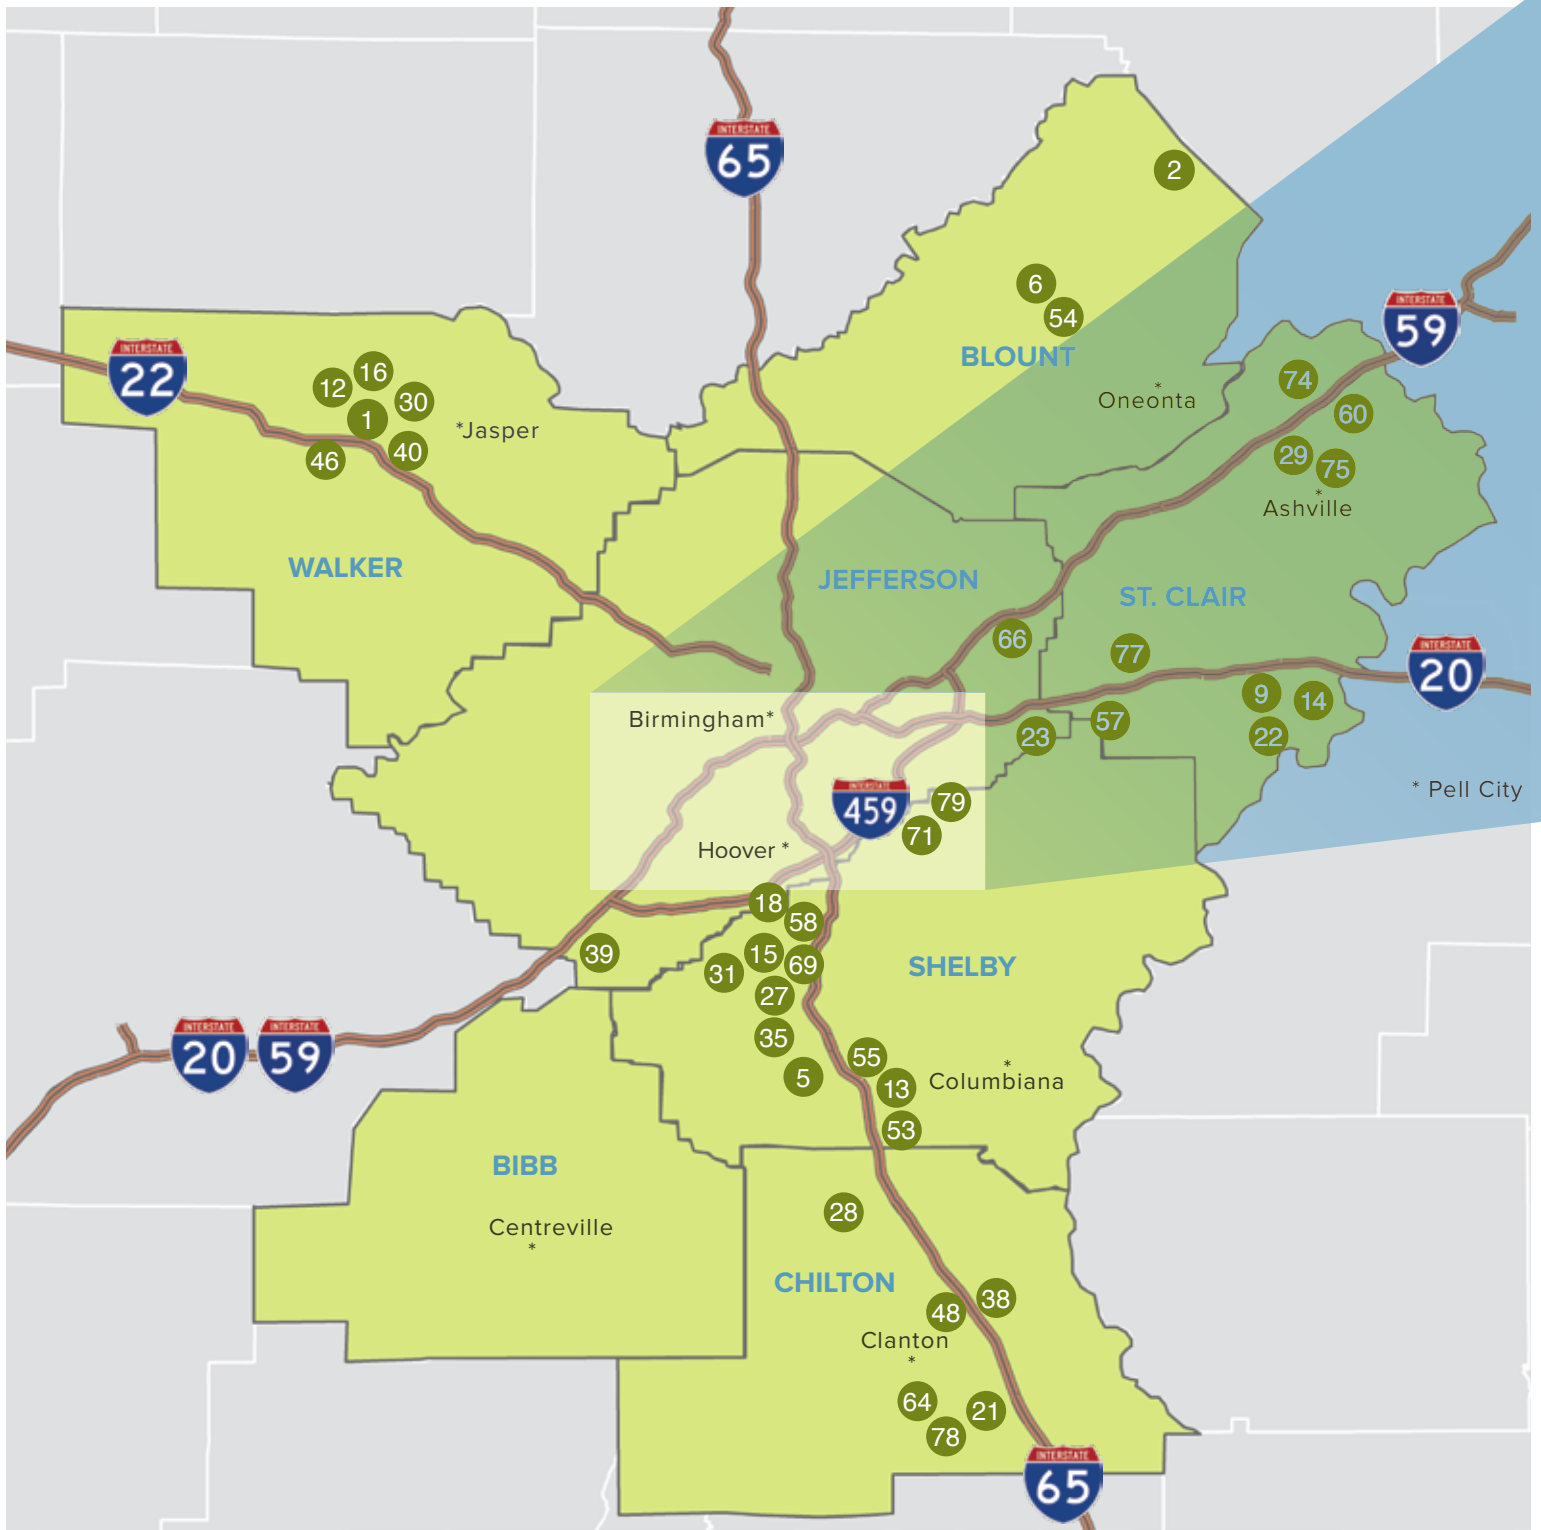 INTERSTATE
65
2
6
54
BLOUNT
INTERSTATE
59
INTERSTATE
22
16
12
30
1
*Jasper
46
40
*
Oneonta
74
60
29
75
*
Ashville
WALKER
JEFFERSON
ST. CLAIR
66
77
INTERSTATE
20
9
14
Birmingham*
57
23
22
INTERSTATE
459
79
* Pell City
71
Hoover *
18
58
39
15
69
31
SHELBY
27
35
INTERSTATE
20
INTERSTATE
59
55
5
13
*
Columbiana
53
BIBB
28
Centreville
*
CHILTON
38
48
Clanton
*
64
21
78
INTERSTATE
65